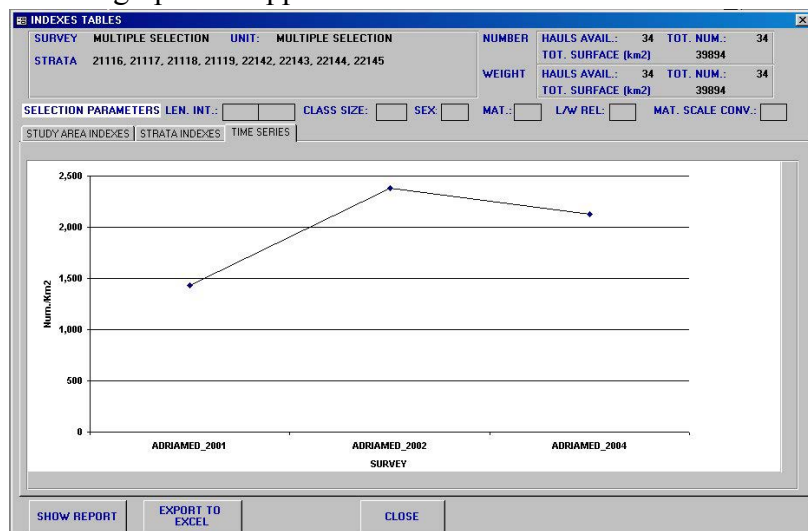 INDEXES TABLES
SURVEY MULTIPLE SELECTION UNIT: MULTIPLE SELECTION
STRATA 21116, 21117, 21118, 21119, 22142, 22143, 22144, 22145
NUMBER HAULS AVAIL.: 34 TOT. NUM.: 34
TOT. SURFACE (km2) 39894
WEIGHT HAULS AVAIL.: 34 TOT. NUM.: 34
TOT. SURFACE (km2) 39894
SELECTION PARAMETERS LEN. INT.: CLASS SIZE: SEX: MAT.: L/W REL: MAT. SCALE CONV.:
STUDY AREA INDEXES STRATA INDEXES TIME SERIES
2,500
2,000
1,500
1,000
500
0
Num./Km2
ADRIAMED_2001 ADRIAMED_2002 ADRIAMED_2004
SURVEY
SHOW REPORT EXPORT TO EXCEL CLOSE